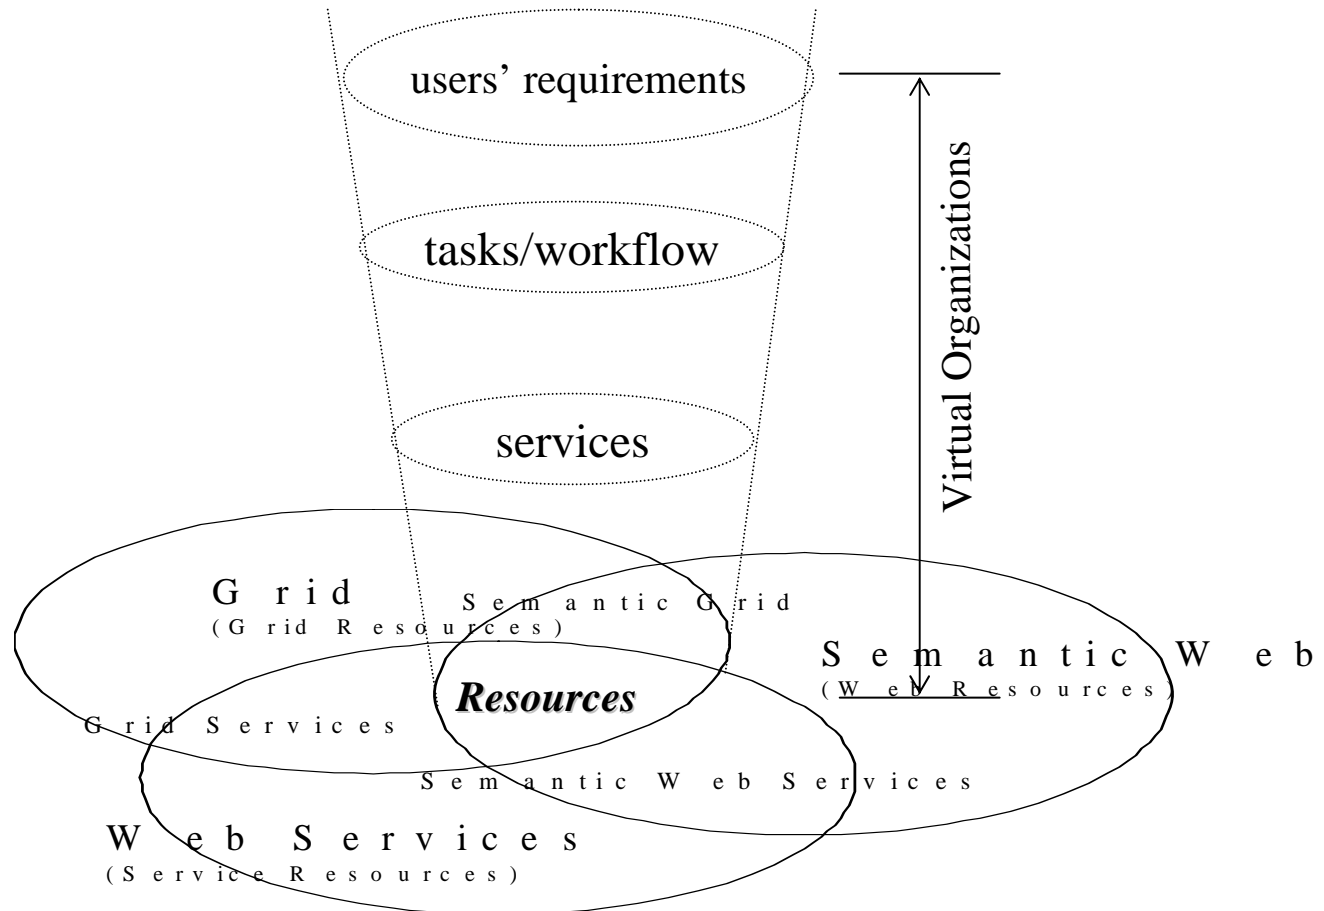 users’ requirements
tasks/workflow
services
Virtual Organizations
Grid
(Grid Resources)
Semantic Grid
Semantic Web
(Web Resources)
Resources
Grid Services
Semantic Web Services
Web Services
(Service Resources)